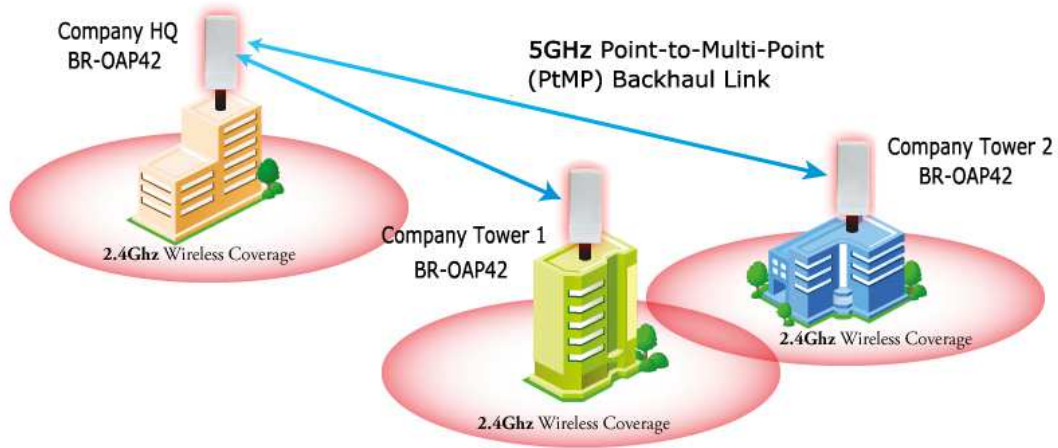 Company HQ
BR-OAP42
5GHz Point-to-Multi-Point
(PtMP) Backhaul Link
Company Tower 2
BR-OAP42
Company Tower 1
BR-OAP42
2.4Ghz Wireless Coverage
2.4Ghz Wireless Coverage
2.4Ghz Wireless Coverage